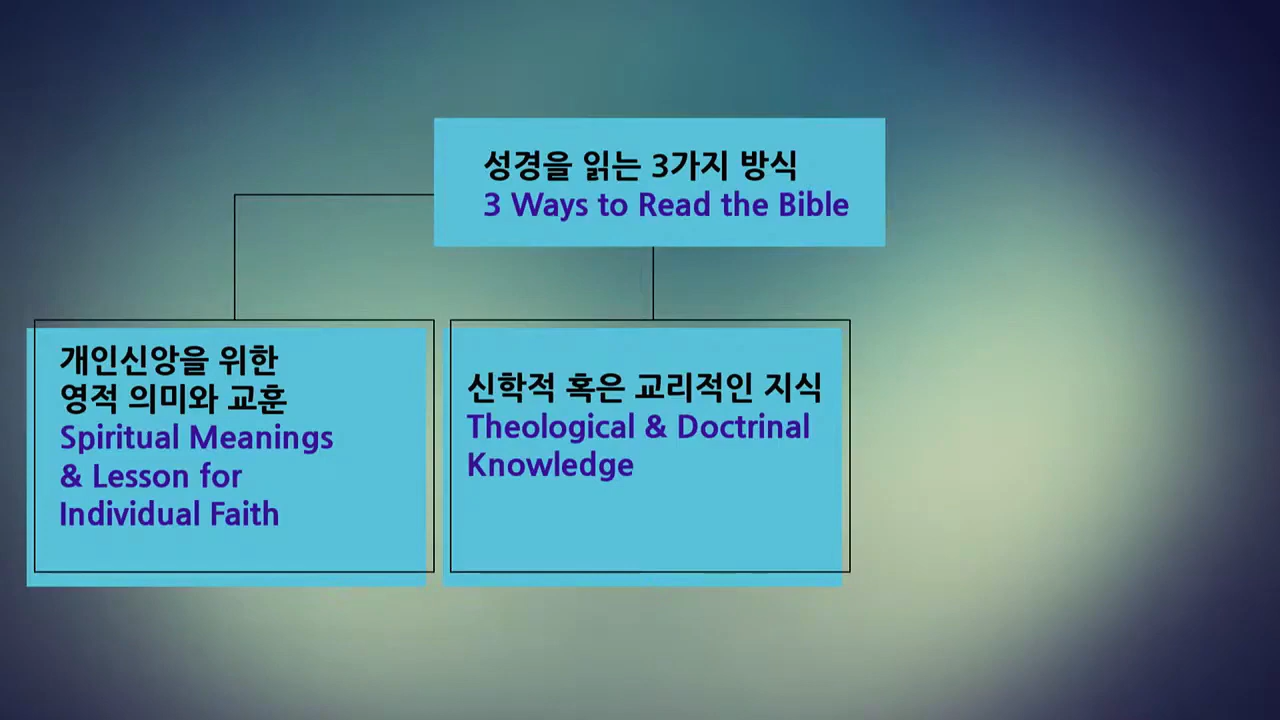 성경을 읽는 3가지 방식
3 Ways to Read the Bible
개인신앙을 위한
영적 의미와 교훈
Spiritual Meanings
& Lesson for
Individual Faith
신학적 혹은 교리적인 지식
Theological & Doctrinal
Knowledge